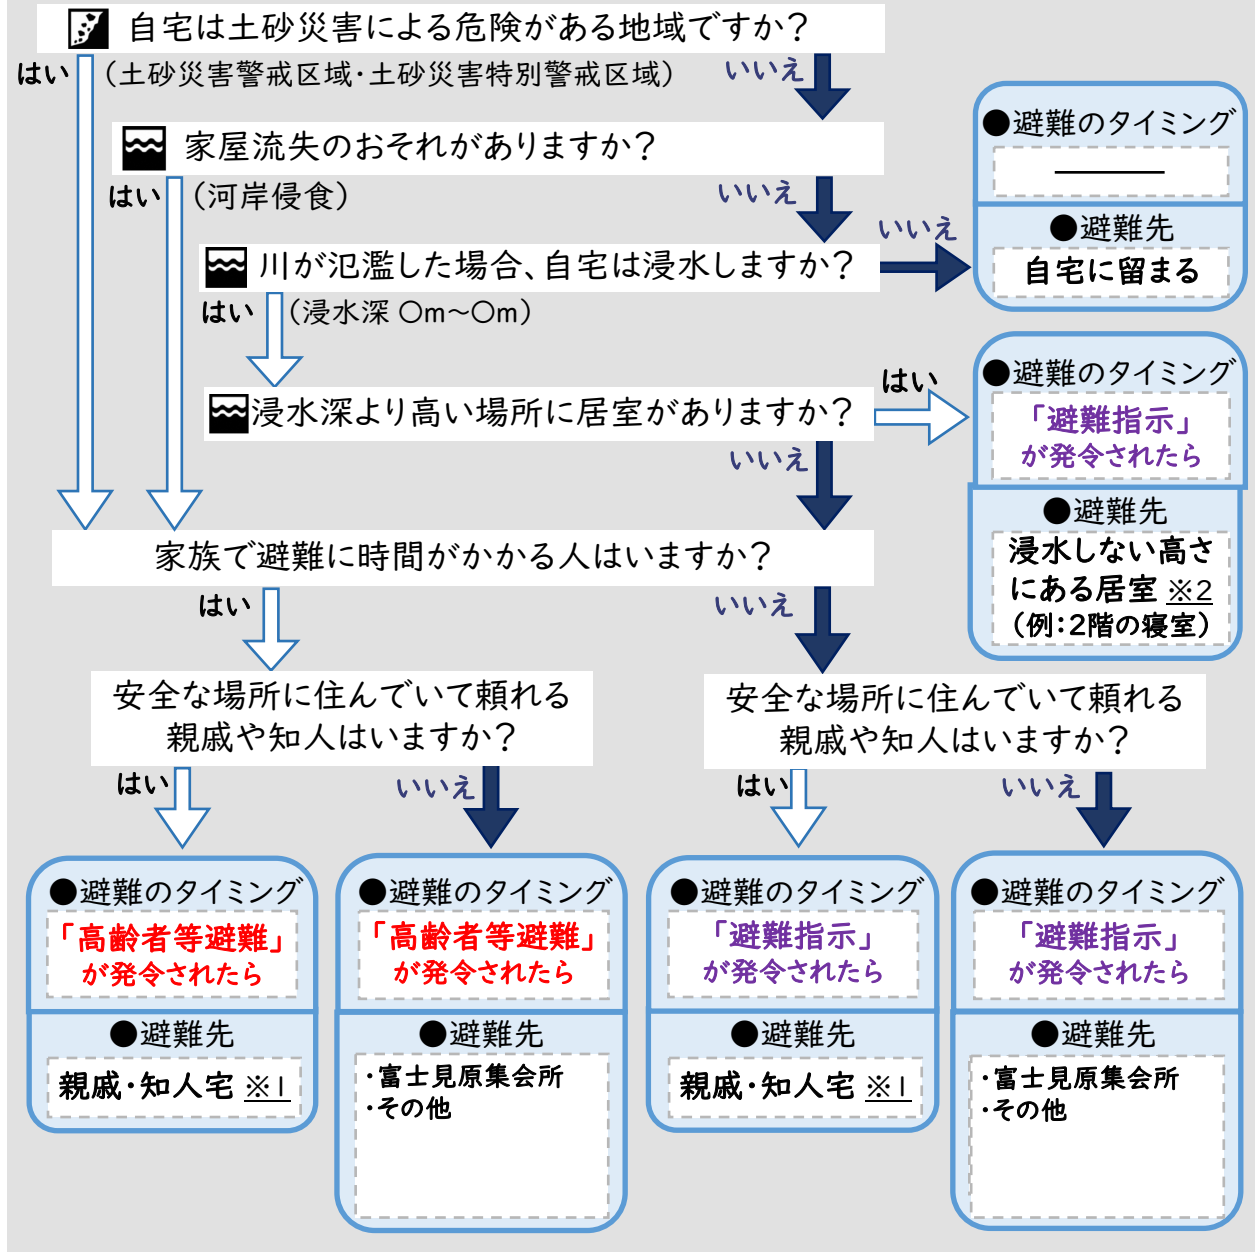 自宅は土砂災害による危険がある地域ですか？
はい
（土砂災害警戒区域・土砂災害特別警戒区域）
いいえ
家屋流失のおそれがありますか？
はい
（河岸侵食）
いいえ
川が氾濫した場合、自宅は浸水しますか？
いいえ
はい
（浸水深 〇m～〇m）
●避難のタイミング
―――
●避難先
自宅に留まる
浸水深より高い場所に居室がありますか？
はい
いいえ
●避難のタイミング
「避難指示」
が発令されたら
●避難先
浸水しない高さ
にある居室 ※2
（例：2階の寝室）
家族で避難に時間がかかる人はいますか？
はい
いいえ
安全な場所に住んでいて頼れる
親戚や知人はいますか？
はい
いいえ
安全な場所に住んでいて頼れる
親戚や知人はいますか？
はい
いいえ
●避難のタイミング
「高齢者等避難」
が発令されたら
●避難先
親戚・知人宅 ※1
●避難のタイミング
「高齢者等避難」
が発令されたら
●避難先
・富士見原集会所
・その他
●避難のタイミング
「避難指示」
が発令されたら
●避難先
親戚・知人宅 ※1
●避難のタイミング
「避難指示」
が発令されたら
●避難先
・富士見原集会所
・その他